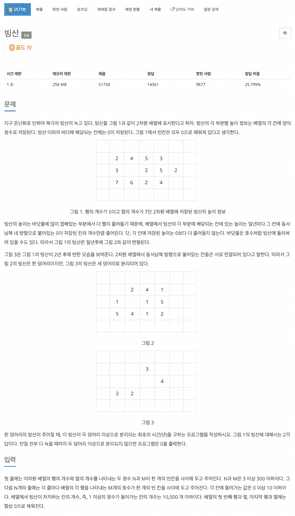 2573번 제출 맞힌 사람 숏코딩 재채점 결과 채점 현황 내 제출 난이도 기여 질문 검색
빙산
골드 IV
시간 제한 메모리 제한 제출 정답 맞힌 사람 정답 비율
1 초 256 MB 51758 14561 9677 25.799%
문제
지구 온난화로 인하여 북극의 빙산이 녹고 있다. 빙산을 그림 1과 같이 2차원 배열에 표시한다고 하자. 빙산의 각 부분별 높이 정보는 배열의 각 칸에 양의
정수로 저장된다. 빙산 이외의 바다에 해당되는 칸에는 0이 저장된다. 그림 1에서 빈칸은 모두 0으로 채워져 있다고 생각한다.
2 4 5 3
3 2 5 2
7 6 2 4
그림 1. 행의 개수가 5이고 열의 개수가 7인 2차원 배열에 저장된 빙산의 높이 정보
빙산의 높이는 바닷물에 많이 접해있는 부분에서 더 빨리 줄어들기 때문에, 배열에서 빙산의 각 부분에 해당되는 칸에 있는 높이는 일년마다 그 칸에 동서
남북 네 방향으로 붙어있는 0이 저장된 칸의 개수만큼 줄어든다. 단, 각 칸에 저장된 높이는 0보다 더 줄어들지 않는다. 바닷물은 호수처럼 빙산에 둘러싸
여 있을 수도 있다. 따라서 그림 1의 빙산은 일년후에 그림 2와 같이 변형된다.
그림 3은 그림 1의 빙산이 2년 후에 변한 모습을 보여준다. 2차원 배열에서 동서남북 방향으로 붙어있는 칸들은 서로 연결되어 있다고 말한다. 따라서 그
림 2의 빙산은 한 덩어리이지만, 그림 3의 빙산은 세 덩어리로 분리되어 있다.
2 4 1
1 1 5
5 4 1 2
그림 2
3
4
3 2
그림 3
한 덩어리의 빙산이 주어질 때, 이 빙산이 두 덩어리 이상으로 분리되는 최초의 시간(년)을 구하는 프로그램을 작성하시오. 그림 1의 빙산에 대해서는 2가
답이다. 만일 전부 다 녹을 때까지 두 덩어리 이상으로 분리되지 않으면 프로그램은 0을 출력한다.
입력
첫 줄에는 이차원 배열의 행의 개수와 열의 개수를 나타내는 두 정수 N과 M이 한 개의 빈칸을 사이에 두고 주어진다. N과 M은 3 이상 300 이하이다. 그
다음 N개의 줄에는 각 줄마다 배열의 각 행을 나타내는 M개의 정수가 한 개의 빈 칸을 사이에 두고 주어진다. 각 칸에 들어가는 값은 0 이상 10 이하이
다. 배열에서 빙산이 차지하는 칸의 개수, 즉, 1 이상의 정수가 들어가는 칸의 개수는 10,000 개 이하이다. 배열의 첫 번째 행과 열, 마지막 행과 열에는
항상 0으로 채워진다.